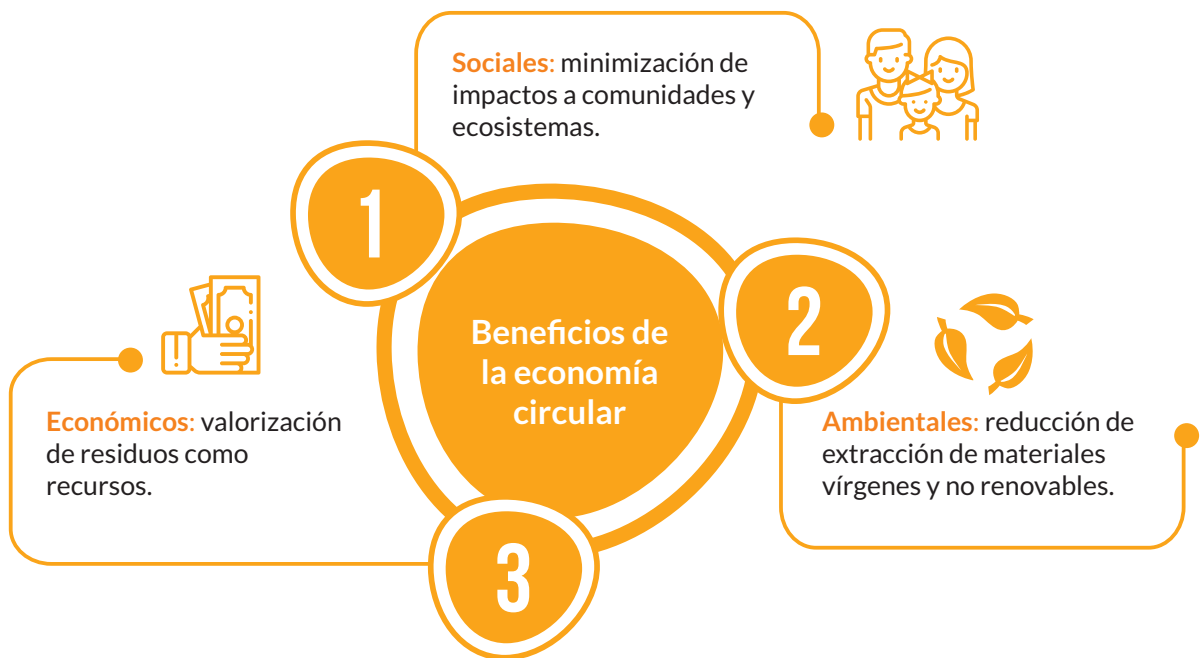 Sociales: minimización de
impactos a comunidades y
ecosistemas.
1
Beneficios de
la economía
circular
2
Ambientales: reducción de
extracción de materiales
vírgenes y no renovables.
Económicos: valorización
de residuos como
recursos.
3